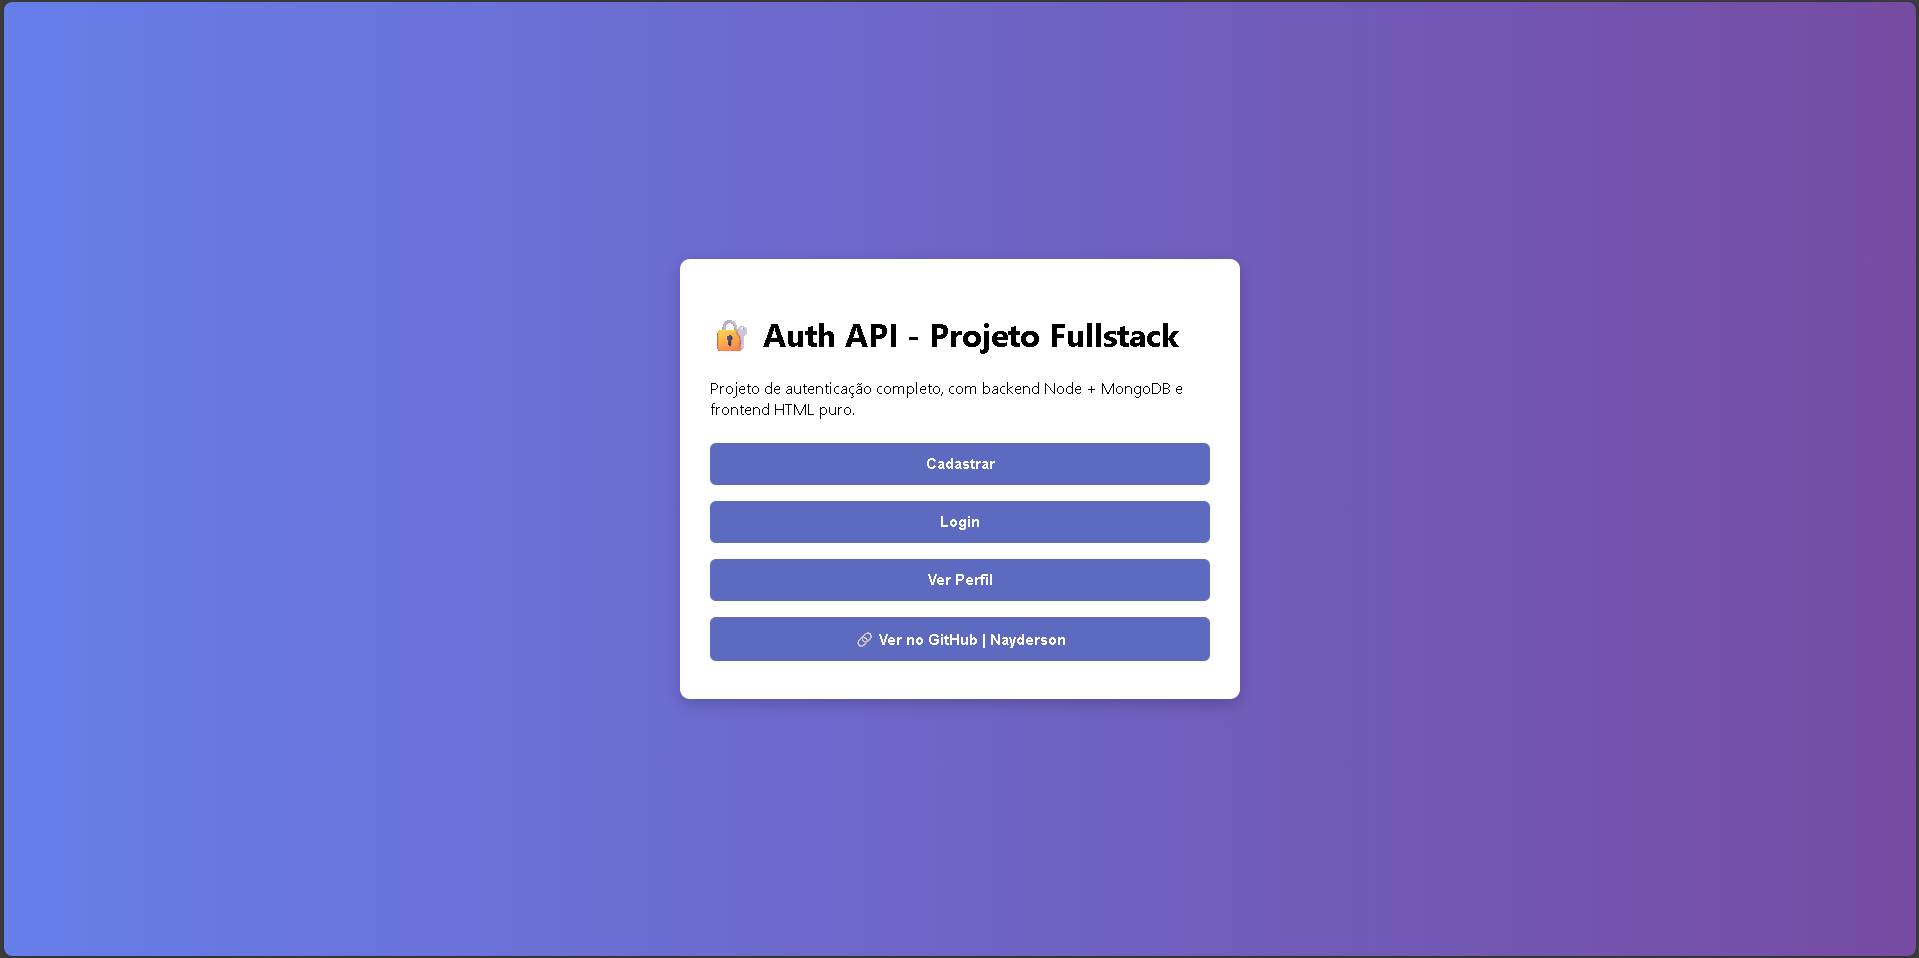 🔐 Auth API - Projeto Fullstack
Projeto de autenticação completo, com backend Node + MongoDB e
frontend HTML puro.
Cadastrar
Login
Ver Perfil
🔗 Ver no GitHub | Nayderson